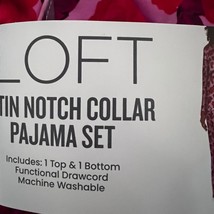 LOFT
TIN NOTCH COLLAR
PAJAMA SET
Includes: 1 Top & 1 Bottom
Functional Drawcord
Machine Washable